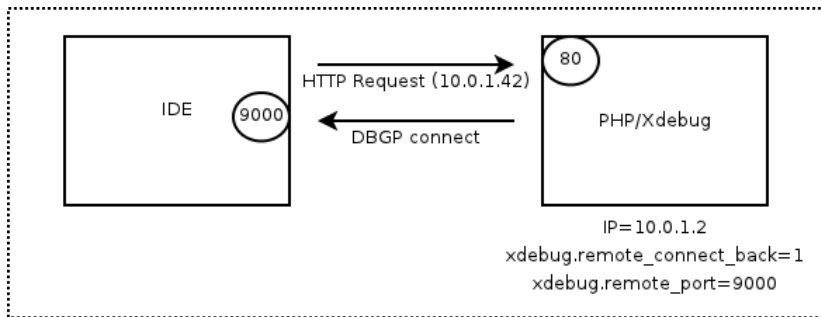 80
HTTP Request (10.0.1.42)
IDE
9000
PHP/Xdebug
DBGP connect
IP=10.0.1.2
xdebug.remote_connect_back=1
xdebug.remote_port=9000